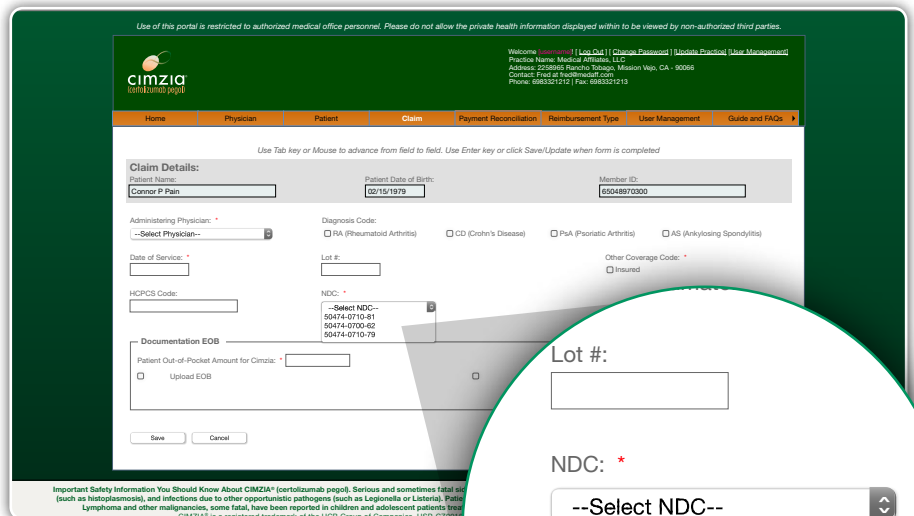 Use of this portal is restricted to authorized medical office personnel. Please do not allow the private health information displayed within to be viewed by non-authorized third parties.
cimzia
(certolizumab pegol)
Welcome [username]! [ Log Out ] [ Change Password ] [Update Practice] [User Management]
Practice Name: Medical Affiliates, LLC
Address: 2258965 Rancho Tobago, Mission Vejo, CA - 90066
Contact: Fred at fred@medaff.com
Phone: 6983321212 | Fax: 6983321213
Home Physician Patient Claim Payment Reconciliation Reimbursement Type User Management Guide and FAQs
Use Tab key or Mouse to advance from field to field. Use Enter key or click Save/Update when form is completed
Claim Details:
Patient Name: Patient Date of Birth: Member ID:
Connor P Pain 02/15/1979 65048970300
Administering Physician: * Diagnosis Code:
--Select Physician-- RA (Rheumatoid Arthritis) CD (Crohn's Disease) PsA (Psoriatic Arthritis) AS (Ankylosing Spondylitis)
Date of Service: * Lot #: Other Coverage Code: *
Insured
HCPCS Code: NDC: *
--Select NDC--
50474-0710-81
50474-0700-62
50474-0710-79
Documentation EOB
Patient Out-of-Pocket Amount for Cimzia: *
Upload EOB
Save Cancel
Lot #:
NDC: *
--Select NDC--
Important Safety Information You Should Know About CIMZIA® (certolizumab pegol). Serious and sometimes fatal
(such as histoplasmosis), and infections due to other opportunistic pathogens (such as Legionella or Listeria).
Lymphoma and other malignancies, some fatal, have been reported in children and adolescent patients
CIMZIA® is a registered trademark of the UCB Group of Companies.